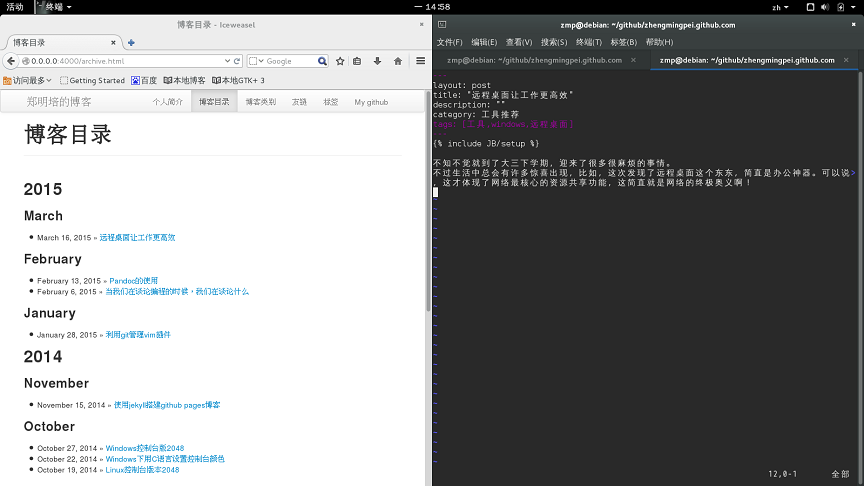 活动 终端 一 14:58 zh
博客目录 - Iceweasel
博客目录
0.0.0.0:4000/archive.html
Google
访问最多 Getting Started 百度 本地博客 本地GTK+ 3
郑明培的博客 个人简介 博客目录 博客类别 友链 标签 My github
博客目录
2015
March
March 16, 2015 » 远程桌面让工作更高效
February
February 13, 2015 » Pandoc的使用
February 6, 2015 » 当我们在谈论编程的时候，我们在谈论什么
January
January 28, 2015 » 利用git管理vim插件
2014
November
November 15, 2014 » 使用jekyll搭建github pages博客
October
October 27, 2014 » Windows控制台版2048
October 22, 2014 » Windows下用C语言设置控制台颜色
October 19, 2014 » Linux控制台版本2048
zmp@debian: ~/github/zhengmingpei.github.com
文件(F) 编辑(E) 查看(V) 搜索(S) 终端(T) 标签(B) 帮助(H)
zmp@debian: ~/github/zhengmingpei.github.com zmp@debian: ~/github/zhengmingpei.github.com
---
layout: post
title: "远程桌面让工作更高效"
description: ""
category: 工具推荐
tags: [工具,windows,远程桌面]
---
{% include JB/setup %}
不知不觉就到了大三下学期，迎来了很多很麻烦的事情。
不过生活中总会有许多惊喜出现，比如，这次发现了远程桌面这个东东，简直是办公神器。可以说>
，这才体现了网络最核心的资源共享功能，这简直就是网络的终极奥义啊！
12,0-1 全部